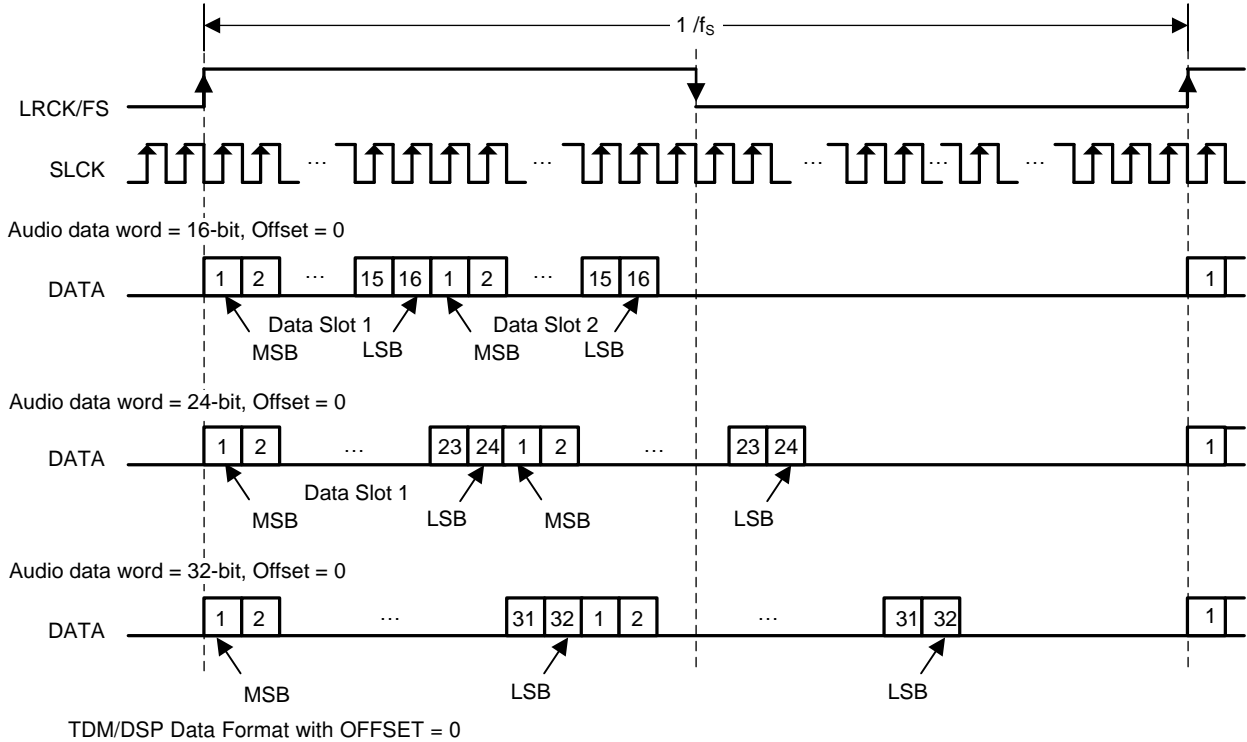 1 /fS
LRCK/FS
SLCK … … … … …
Audio data word = 16-bit, Offset = 0
DATA 1 2 … 15 16 1 2 … 15 16 1
Data Slot 1 Data Slot 2
MSB LSB MSB LSB
Audio data word = 24-bit, Offset = 0
DATA 1 2 … 23 24 1 2 … 23 24 1
Data Slot 1
MSB LSB MSB LSB
Audio data word = 32-bit, Offset = 0
DATA 1 2 … 31 32 1 2 … 31 32 1
MSB LSB LSB
TDM/DSP Data Format with OFFSET = 0